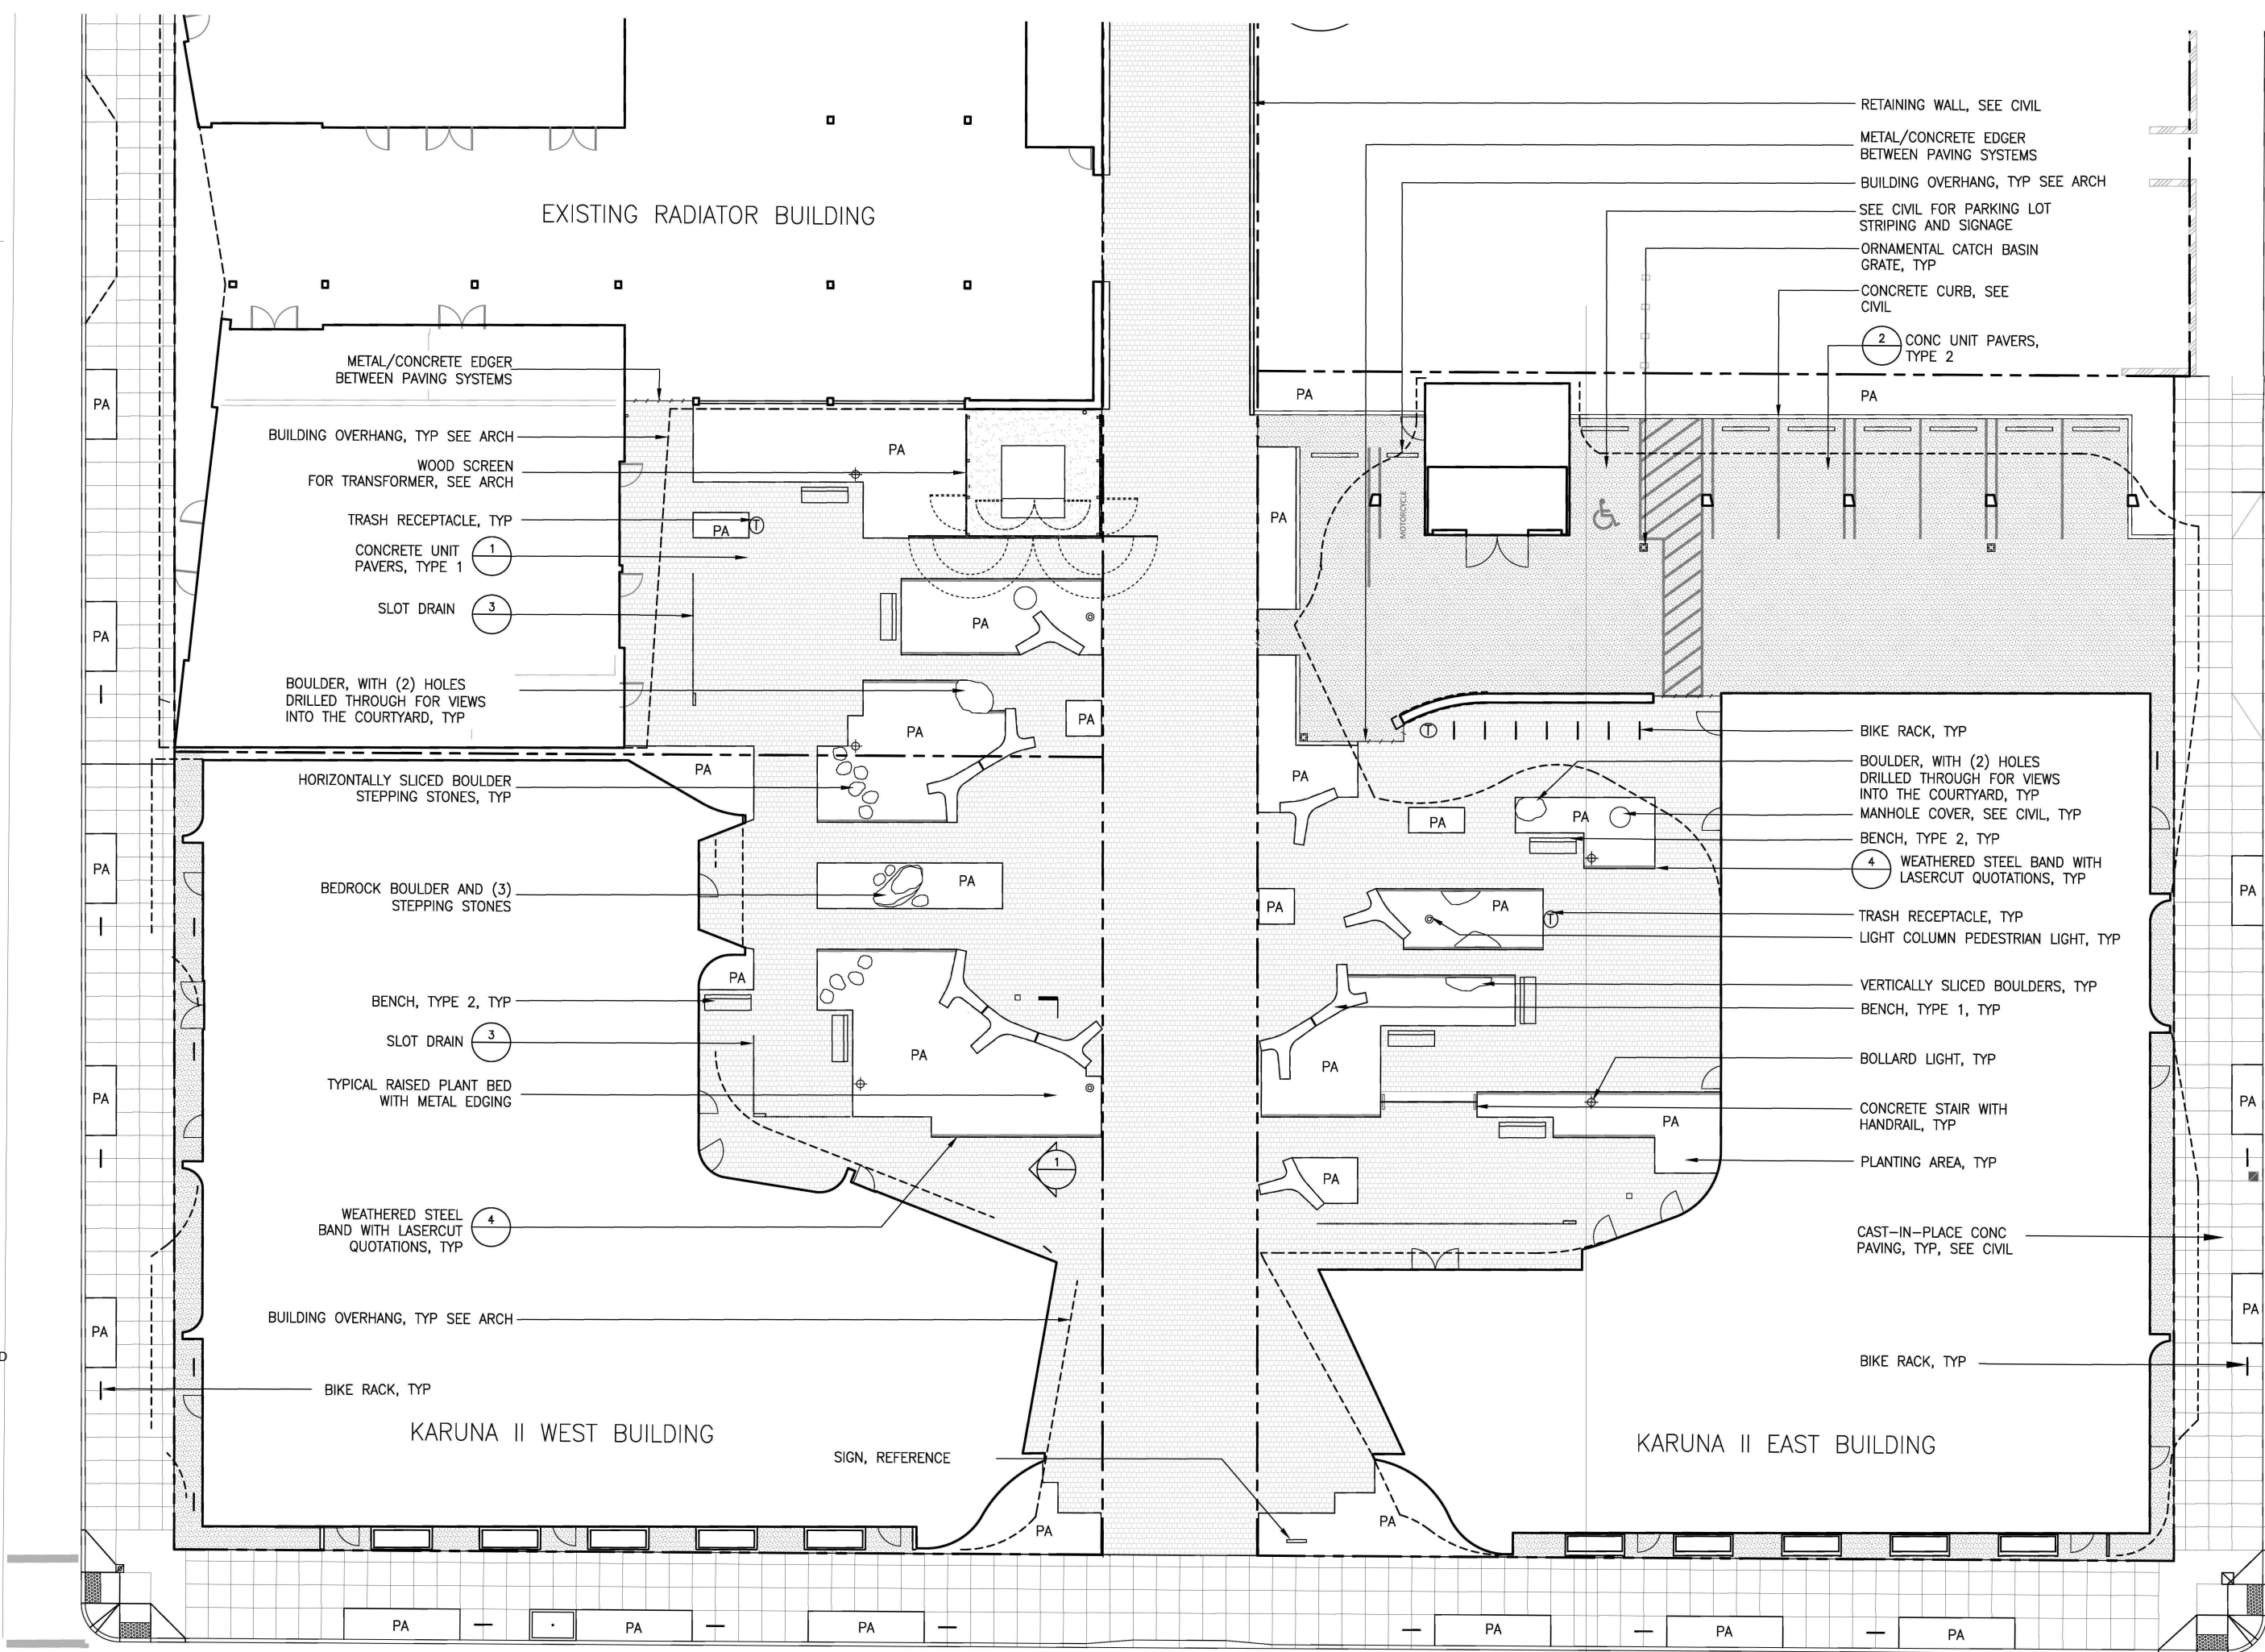 EXISTING RADIATOR BUILDING
RETAINING WALL, SEE CIVIL
METAL/CONCRETE EDGER
BETWEEN PAVING SYSTEMS
BUILDING OVERHANG, TYP SEE ARCH
SEE CIVIL FOR PARKING LOT
STRIPING AND SIGNAGE
ORNAMENTAL CATCH BASIN
GRATE, TYP
CONCRETE CURB, SEE
CIVIL
2 CONC UNIT PAVERS,
TYPE 2
METAL/CONCRETE EDGER
BETWEEN PAVING SYSTEMS
BUILDING OVERHANG, TYP SEE ARCH
WOOD SCREEN
FOR TRANSFORMER, SEE ARCH
TRASH RECEPTACLE, TYP
CONCRETE UNIT
PAVERS, TYPE 1
1
SLOT DRAIN
3
BOULDER, WITH (2) HOLES
DRILLED THROUGH FOR VIEWS
INTO THE COURTYARD, TYP
HORIZONTALLY SLICED BOULDER
STEPPING STONES, TYP
BEDROCK BOULDER AND (3)
STEPPING STONES
BENCH, TYPE 2, TYP
SLOT DRAIN
3
TYPICAL RAISED PLANT BED
WITH METAL EDGING
WEATHERED STEEL
BAND WITH LASERCUT
QUOTATIONS, TYP
4
BUILDING OVERHANG, TYP SEE ARCH
BIKE RACK, TYP
KARUNA II WEST BUILDING
SIGN, REFERENCE
PA
PA
PA
PA
PA
D
PA
PA
T
PA
PA
PA
PA
PA
PA
PA
PA
1
PA
PA
PA
PA
MOTORCYCLE
PA
PA
T
PA
PA
PA
PA
PA
T
PA
PA
PA
PA
BIKE RACK, TYP
BOULDER, WITH (2) HOLES
DRILLED THROUGH FOR VIEWS
INTO THE COURTYARD, TYP
MANHOLE COVER, SEE CIVIL, TYP
BENCH, TYPE 2, TYP
4 WEATHERED STEEL BAND WITH
LASERCUT QUOTATIONS, TYP
TRASH RECEPTACLE, TYP
LIGHT COLUMN PEDESTRIAN LIGHT, TYP
VERTICALLY SLICED BOULDERS, TYP
BENCH, TYPE 1, TYP
BOLLARD LIGHT, TYP
CONCRETE STAIR WITH
HANDRAIL, TYP
PLANTING AREA, TYP
CAST-IN-PLACE CONC
PAVING, TYP, SEE CIVIL
BIKE RACK, TYP
KARUNA II EAST BUILDING
PA
PA
PA
PA
PA
PA
PA
PA
PA